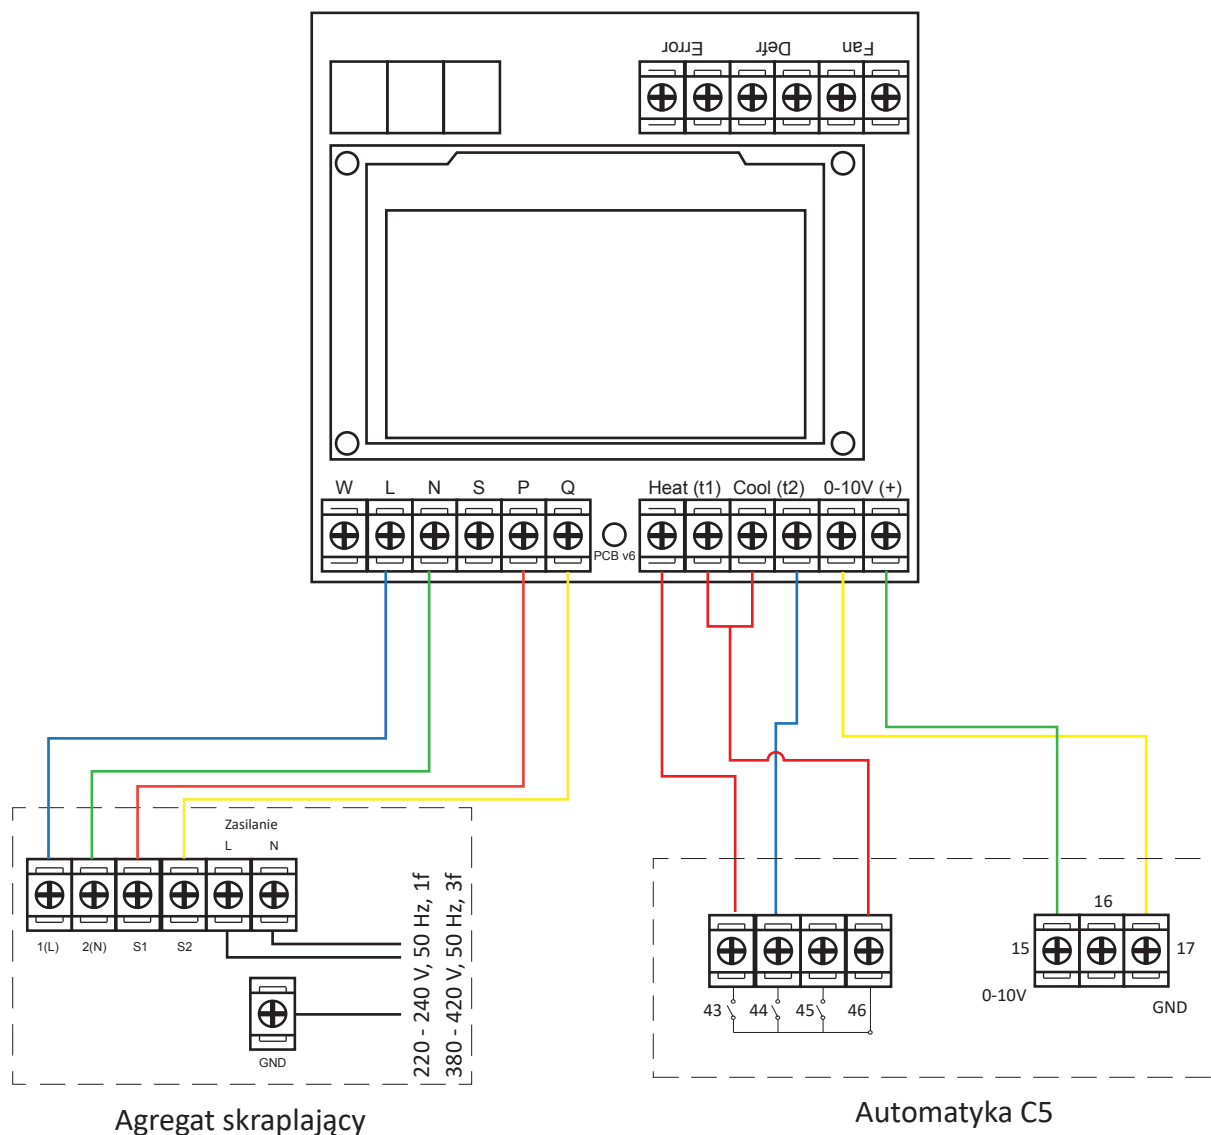 Error Defr Fan
W L N S P Q Heat (t1) Cool (t2) 0-10V (+)
PCB v6
Zasilanie
L N
1(L) 2(N) S1 S2
GND
220 - 240 V, 50 Hz, 1f
380 - 420 V, 50 Hz, 3f
Agregat skraplający
16
15 17
0-10V
GND
43 44 45 46
Automatyka C5